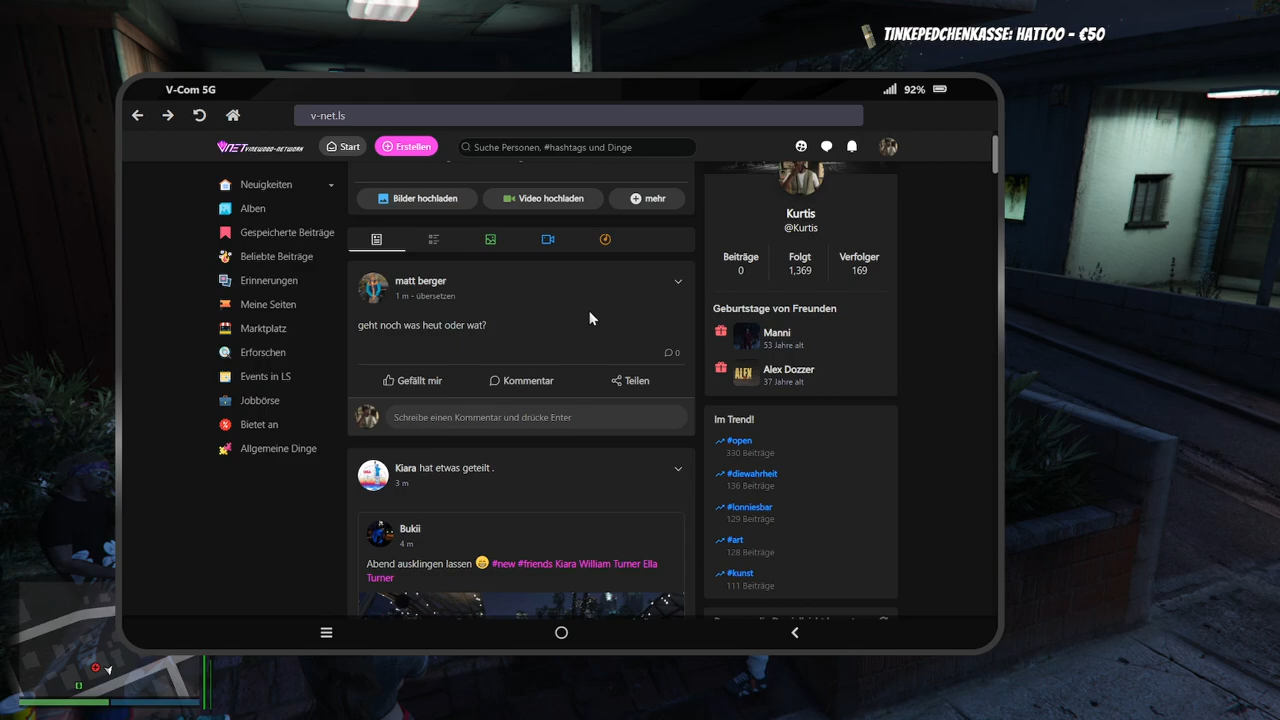 TINKEPEDCHENKASSE: HATTOO - €50
V-Com 5G
92%
v-net.ls
VNET VINEWOOD-NETWORK
Start
Erstellen
Suche Personen, #hashtags und Dinge
Neuigkeiten
Alben
Gespeicherte Beiträge
Beliebte Beiträge
Erinnerungen
Meine Seiten
Marktplatz
Erforschen
Events in LS
Jobbörse
Bietet an
Allgemeine Dinge
Bilder hochladen
Video hochladen
mehr
matt berger
1 m - übersetzen
geht noch was heut oder wat?
0
Gefällt mir
Kommentar
Teilen
Schreibe einen Kommentar und drücke Enter
Kiara hat etwas geteilt .
3 m
Bukii
4 m
Abend ausklingen lassen #new #friends Kiara William Turner Ella
Turner
Kurtis
@Kurtis
Beiträge Folgt Verfolger
0 1,369 169
Geburtstage von Freunden
Manni
53 Jahre alt
ALEX
Alex Dozzer
37 Jahre alt
Im Trend!
#open
330 Beiträge
#diewahrheit
136 Beiträge
#lonniesbar
129 Beiträge
#art
128 Beiträge
#kunst
111 Beiträge